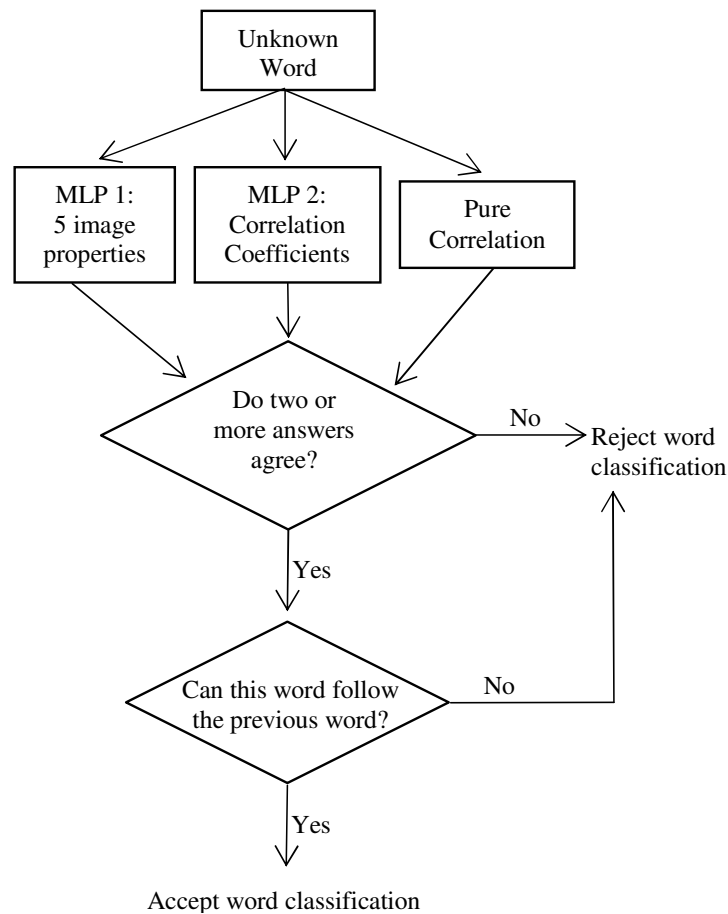 Unknown
Word
MLP 1:
5 image
properties
MLP 2:
Correlation
Coefficients
Pure
Correlation
Do two or
more answers
agree?
No
Reject word
classification
Yes
Can this word follow
the previous word?
No
Yes
Accept word classification